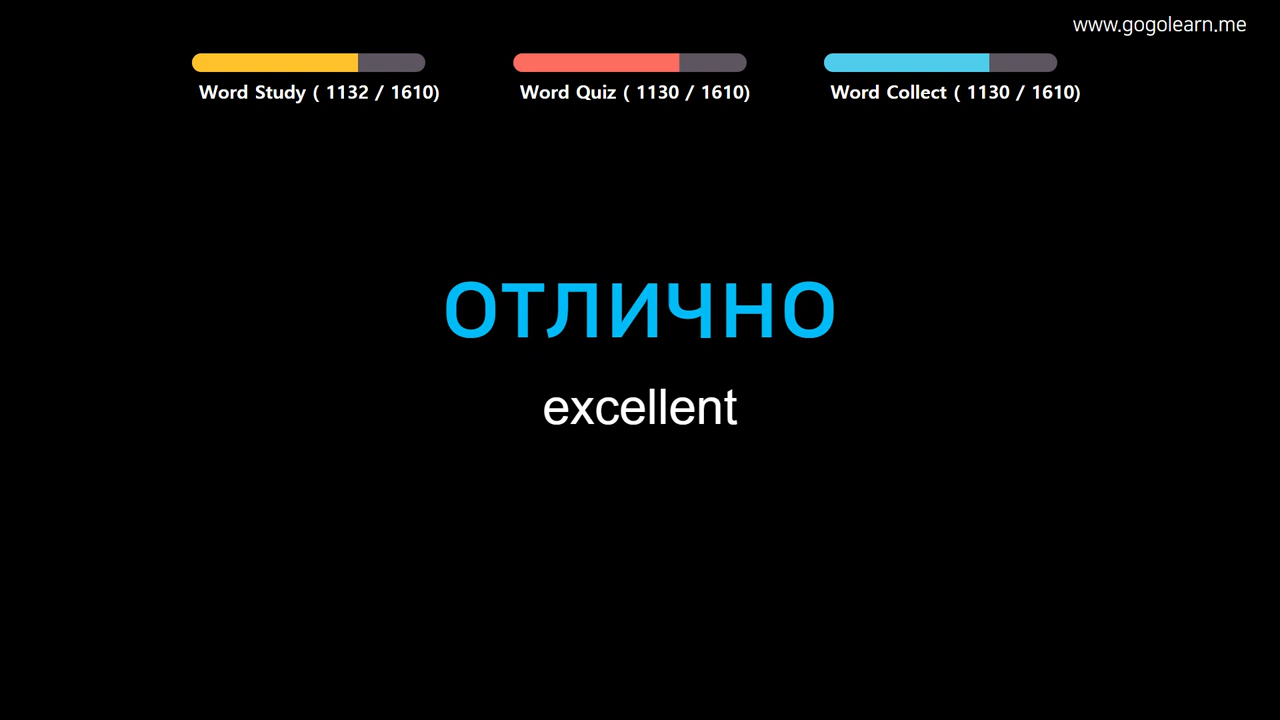 www.gogolearn.me
Word Study ( 1132 / 1610)
Word Quiz ( 1130 / 1610)
Word Collect ( 1130 / 1610)
отлично
excellent